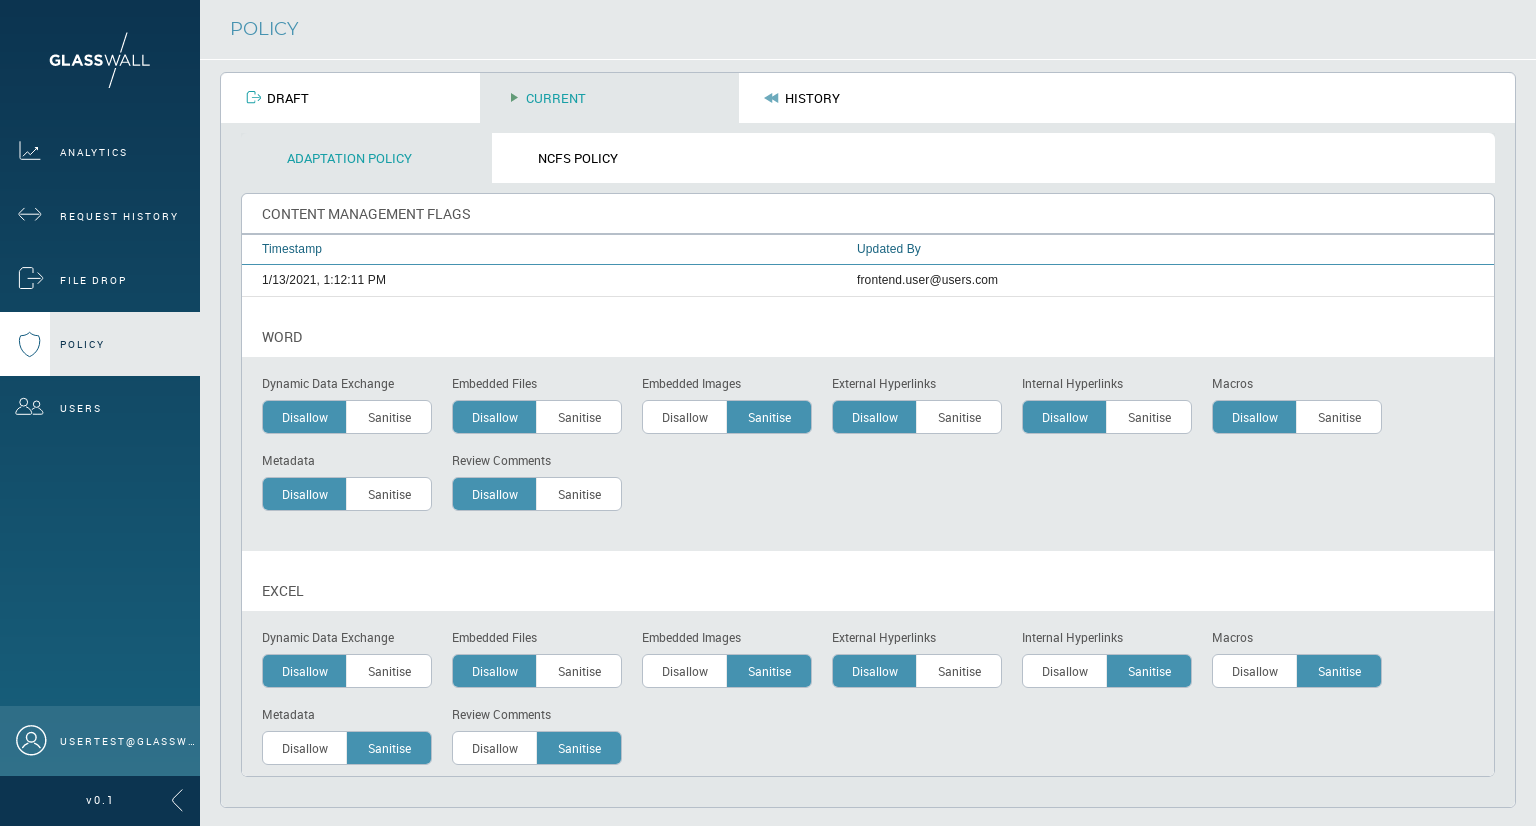 GLASSWALL
POLICY
DRAFT
CURRENT
HISTORY
ANALYTICS
REQUEST HISTORY
FILE DROP
POLICY
USERS
ADAPTATION POLICY
NCFS POLICY
CONTENT MANAGEMENT FLAGS
Timestamp Updated By
1/13/2021, 1:12:11 PM frontend.user@users.com
WORD
Dynamic Data Exchange Embedded Files Embedded Images External Hyperlinks Internal Hyperlinks Macros
Disallow Sanitise Disallow Sanitise Disallow Sanitise Disallow Sanitise Disallow Sanitise Disallow Sanitise
Metadata Review Comments
Disallow Sanitise Disallow Sanitise
EXCEL
Dynamic Data Exchange Embedded Files Embedded Images External Hyperlinks Internal Hyperlinks Macros
Disallow Sanitise Disallow Sanitise Disallow Sanitise Disallow Sanitise Disallow Sanitise Disallow Sanitise
Metadata Review Comments
Disallow Sanitise Disallow Sanitise
USERTEST@GLASSW...
v0.1